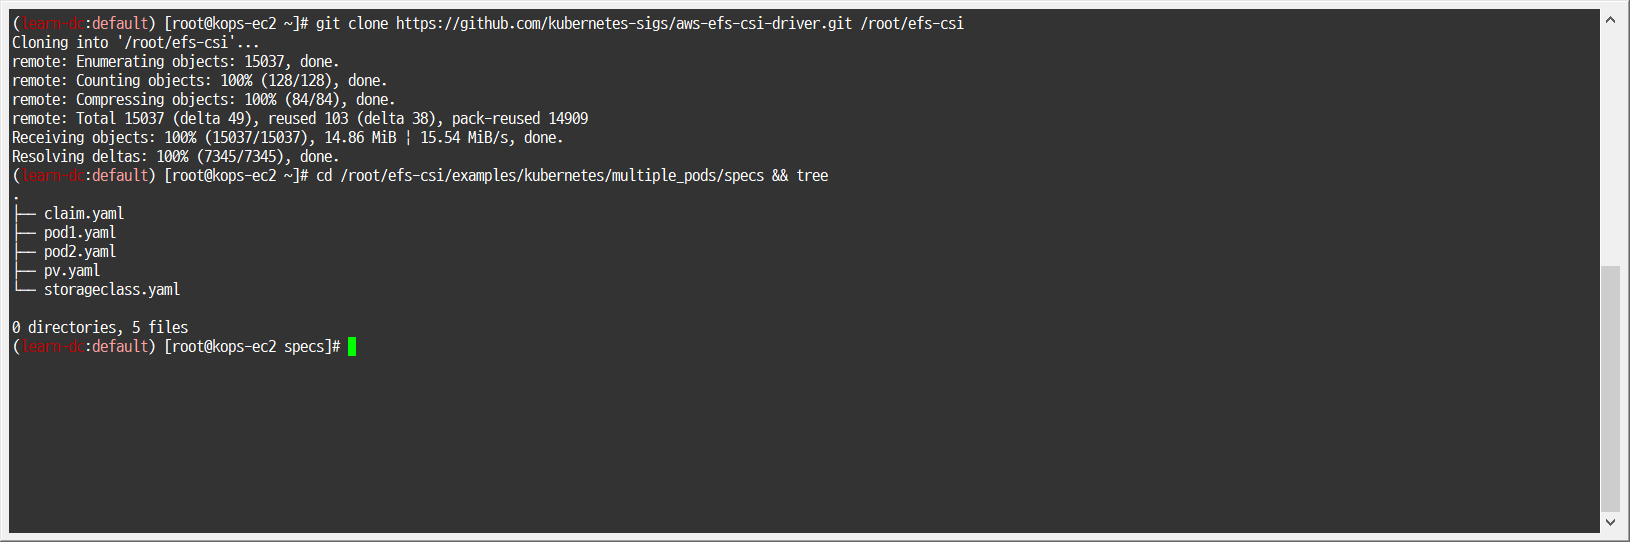 (learn-dc:default) [root@kops-ec2 ~]# git clone https://github.com/kubernetes-sigs/aws-efs-csi-driver.git /root/efs-csi
Cloning into '/root/efs-csi'...
remote: Enumerating objects: 15037, done.
remote: Counting objects: 100% (128/128), done.
remote: Compressing objects: 100% (84/84), done.
remote: Total 15037 (delta 49), reused 103 (delta 38), pack-reused 14909
Receiving objects: 100% (15037/15037), 14.86 MiB ¦ 15.54 MiB/s, done.
Resolving deltas: 100% (7345/7345), done.
(learn-dc:default) [root@kops-ec2 ~]# cd /root/efs-csi/examples/kubernetes/multiple_pods/specs && tree
.
├── claim.yaml
├── pod1.yaml
├── pod2.yaml
├── pv.yaml
└── storageclass.yaml
0 directories, 5 files
(learn-dc:default) [root@kops-ec2 specs]#